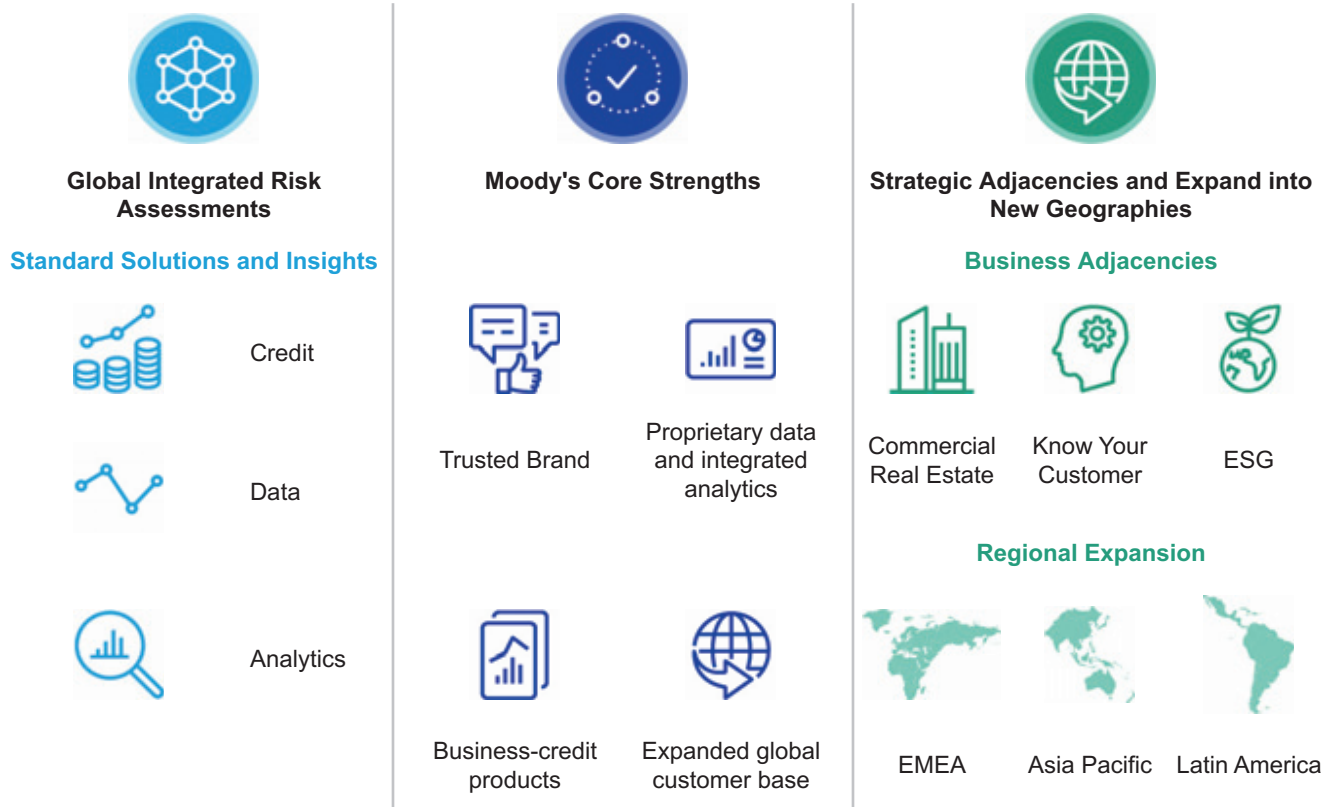 Global Integrated Risk
Assessments
Standard Solutions and Insights
Credit
Data
Analytics
Moody's Core Strengths
Trusted Brand
Proprietary data
and integrated
analytics
Business-credit
products
Expanded global
customer base
Strategic Adjacencies and Expand into
New Geographies
Business Adjacencies
Commercial
Real Estate
Know Your
Customer
ESG
Regional Expansion
EMEA
Asia Pacific
Latin America